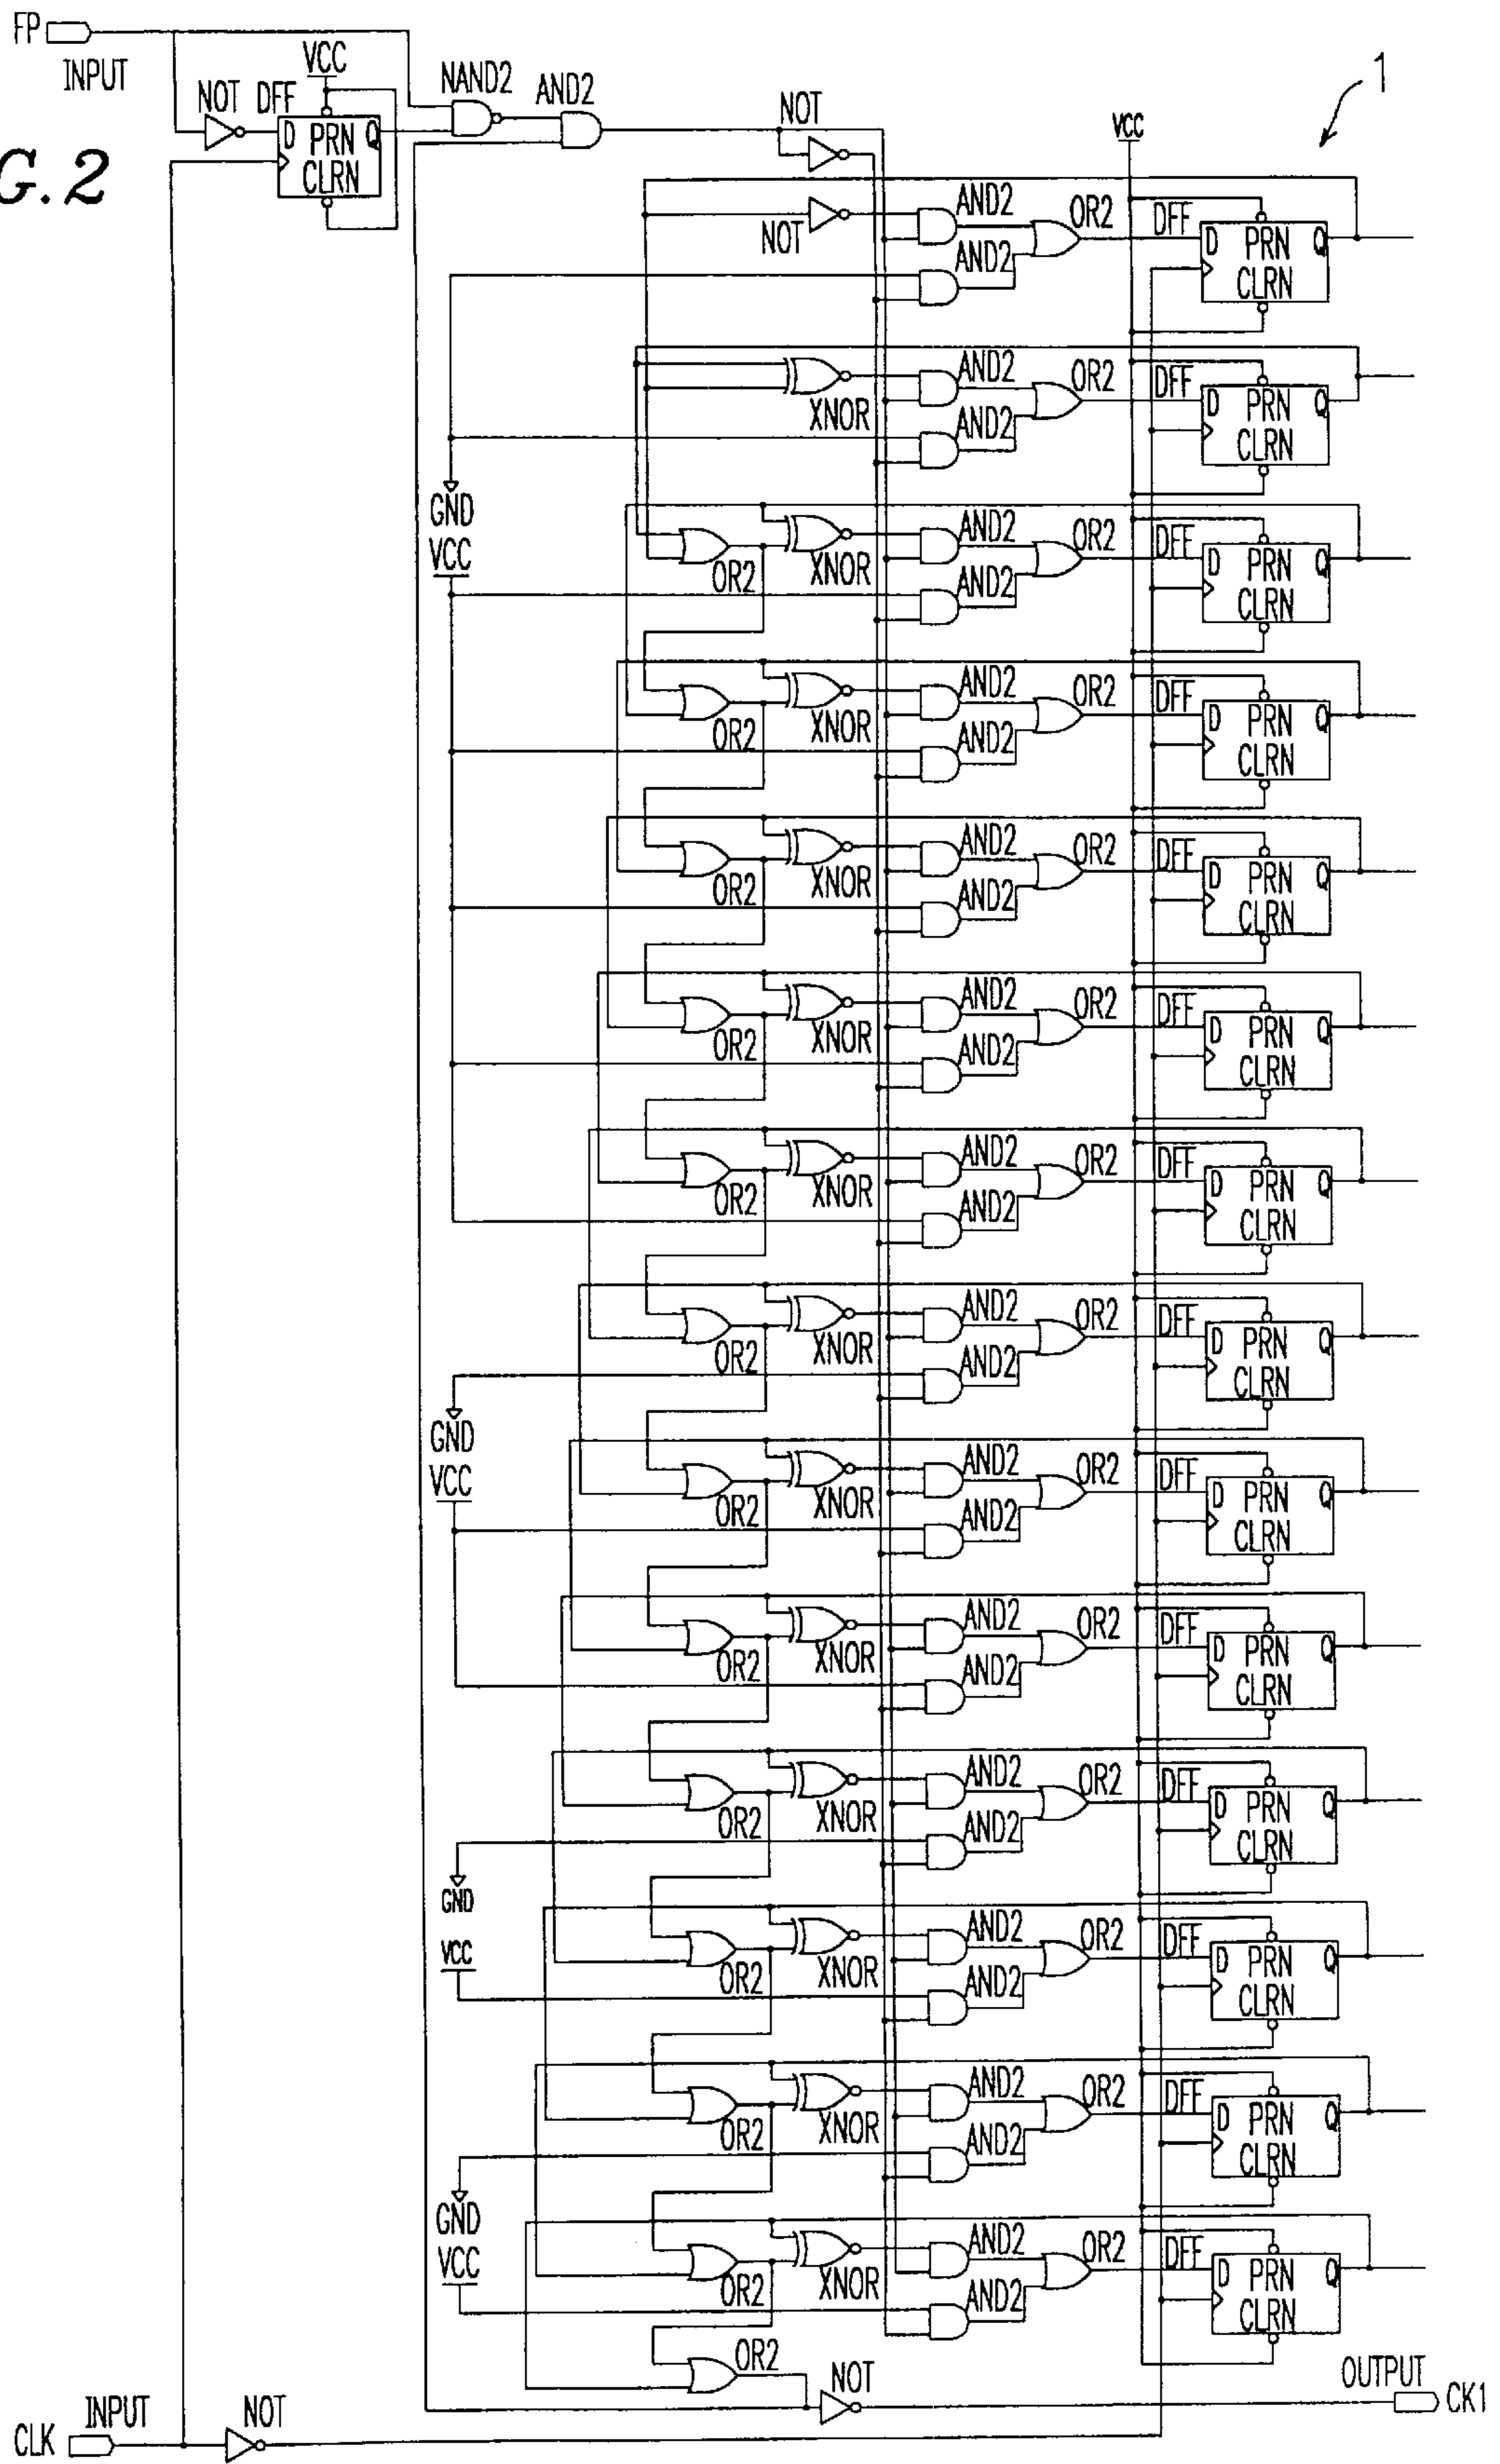 FP
INPUT
VCC
NOT DFF
NAND2
AND2
NOT
VCC
1
D PRN Q
CLRN
G.2
NOT
AND2 OR2 DFF
D PRN Q
AND2
CLRN
AND2 OR2 DFF
D PRN Q
XNOR AND2
CLRN
GND
VCC
AND2 OR2 DFF
D PRN Q
OR2 XNOR AND2
CLRN
AND2 OR2 DFF
D PRN Q
OR2 XNOR AND2
CLRN
AND2 OR2 DFF
D PRN Q
OR2 XNOR AND2
CLRN
AND2 OR2 DFF
D PRN Q
OR2 XNOR AND2
CLRN
AND2 OR2 DFF
D PRN Q
OR2 XNOR AND2
CLRN
AND2 OR2 DFF
D PRN Q
OR2 XNOR AND2
CLRN
GND
VCC
AND2 OR2 DFF
D PRN Q
OR2 XNOR AND2
CLRN
AND2 OR2 DFF
D PRN Q
OR2 XNOR AND2
CLRN
AND2 OR2 DFF
D PRN Q
OR2 XNOR AND2
CLRN
GND
VCC
AND2 OR2 DFF
D PRN Q
OR2 XNOR AND2
CLRN
AND2 OR2 DFF
D PRN Q
OR2 XNOR AND2
CLRN
GND
VCC
AND2 OR2 DFF
D PRN Q
OR2 XNOR AND2
CLRN
OR2
NOT
OUTPUT
CK1
INPUT
NOT
CLK